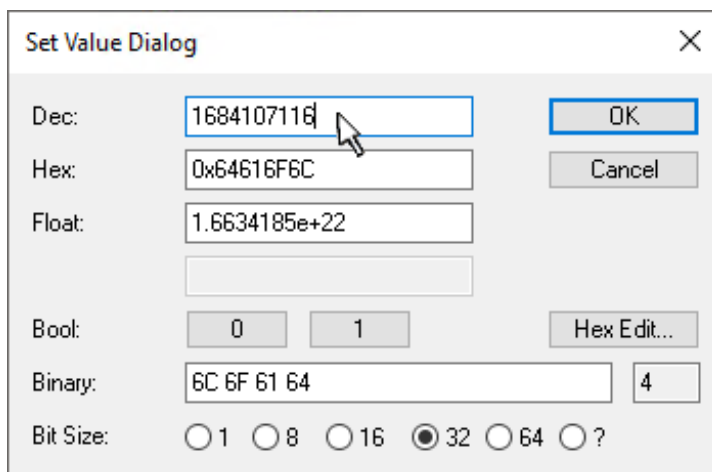 Set Value Dialog
Dec: 1684107116 OK
Hex: 0x64616F6C Cancel
Float: 1.6634185e+22
Bool: 0 1 Hex Edit...
Binary: 6C 6F 61 64 4
Bit Size: 1 8 16 32 64 ?